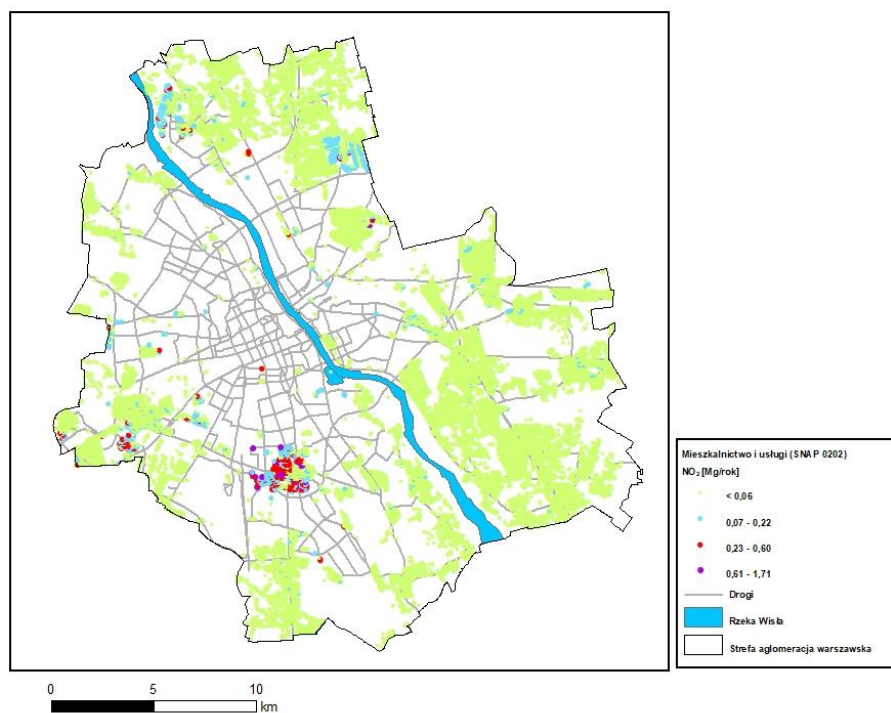 Mieszkalnictwo i usługi (SNAP 0202)
NO₂ [Mg/rok]
< 0,06
0,07 - 0,22
0,23 - 0,60
0,61 - 1,71
Drogi
Rzeka Wisła
Strefa aglomeracja warszawska
0 5 10
km